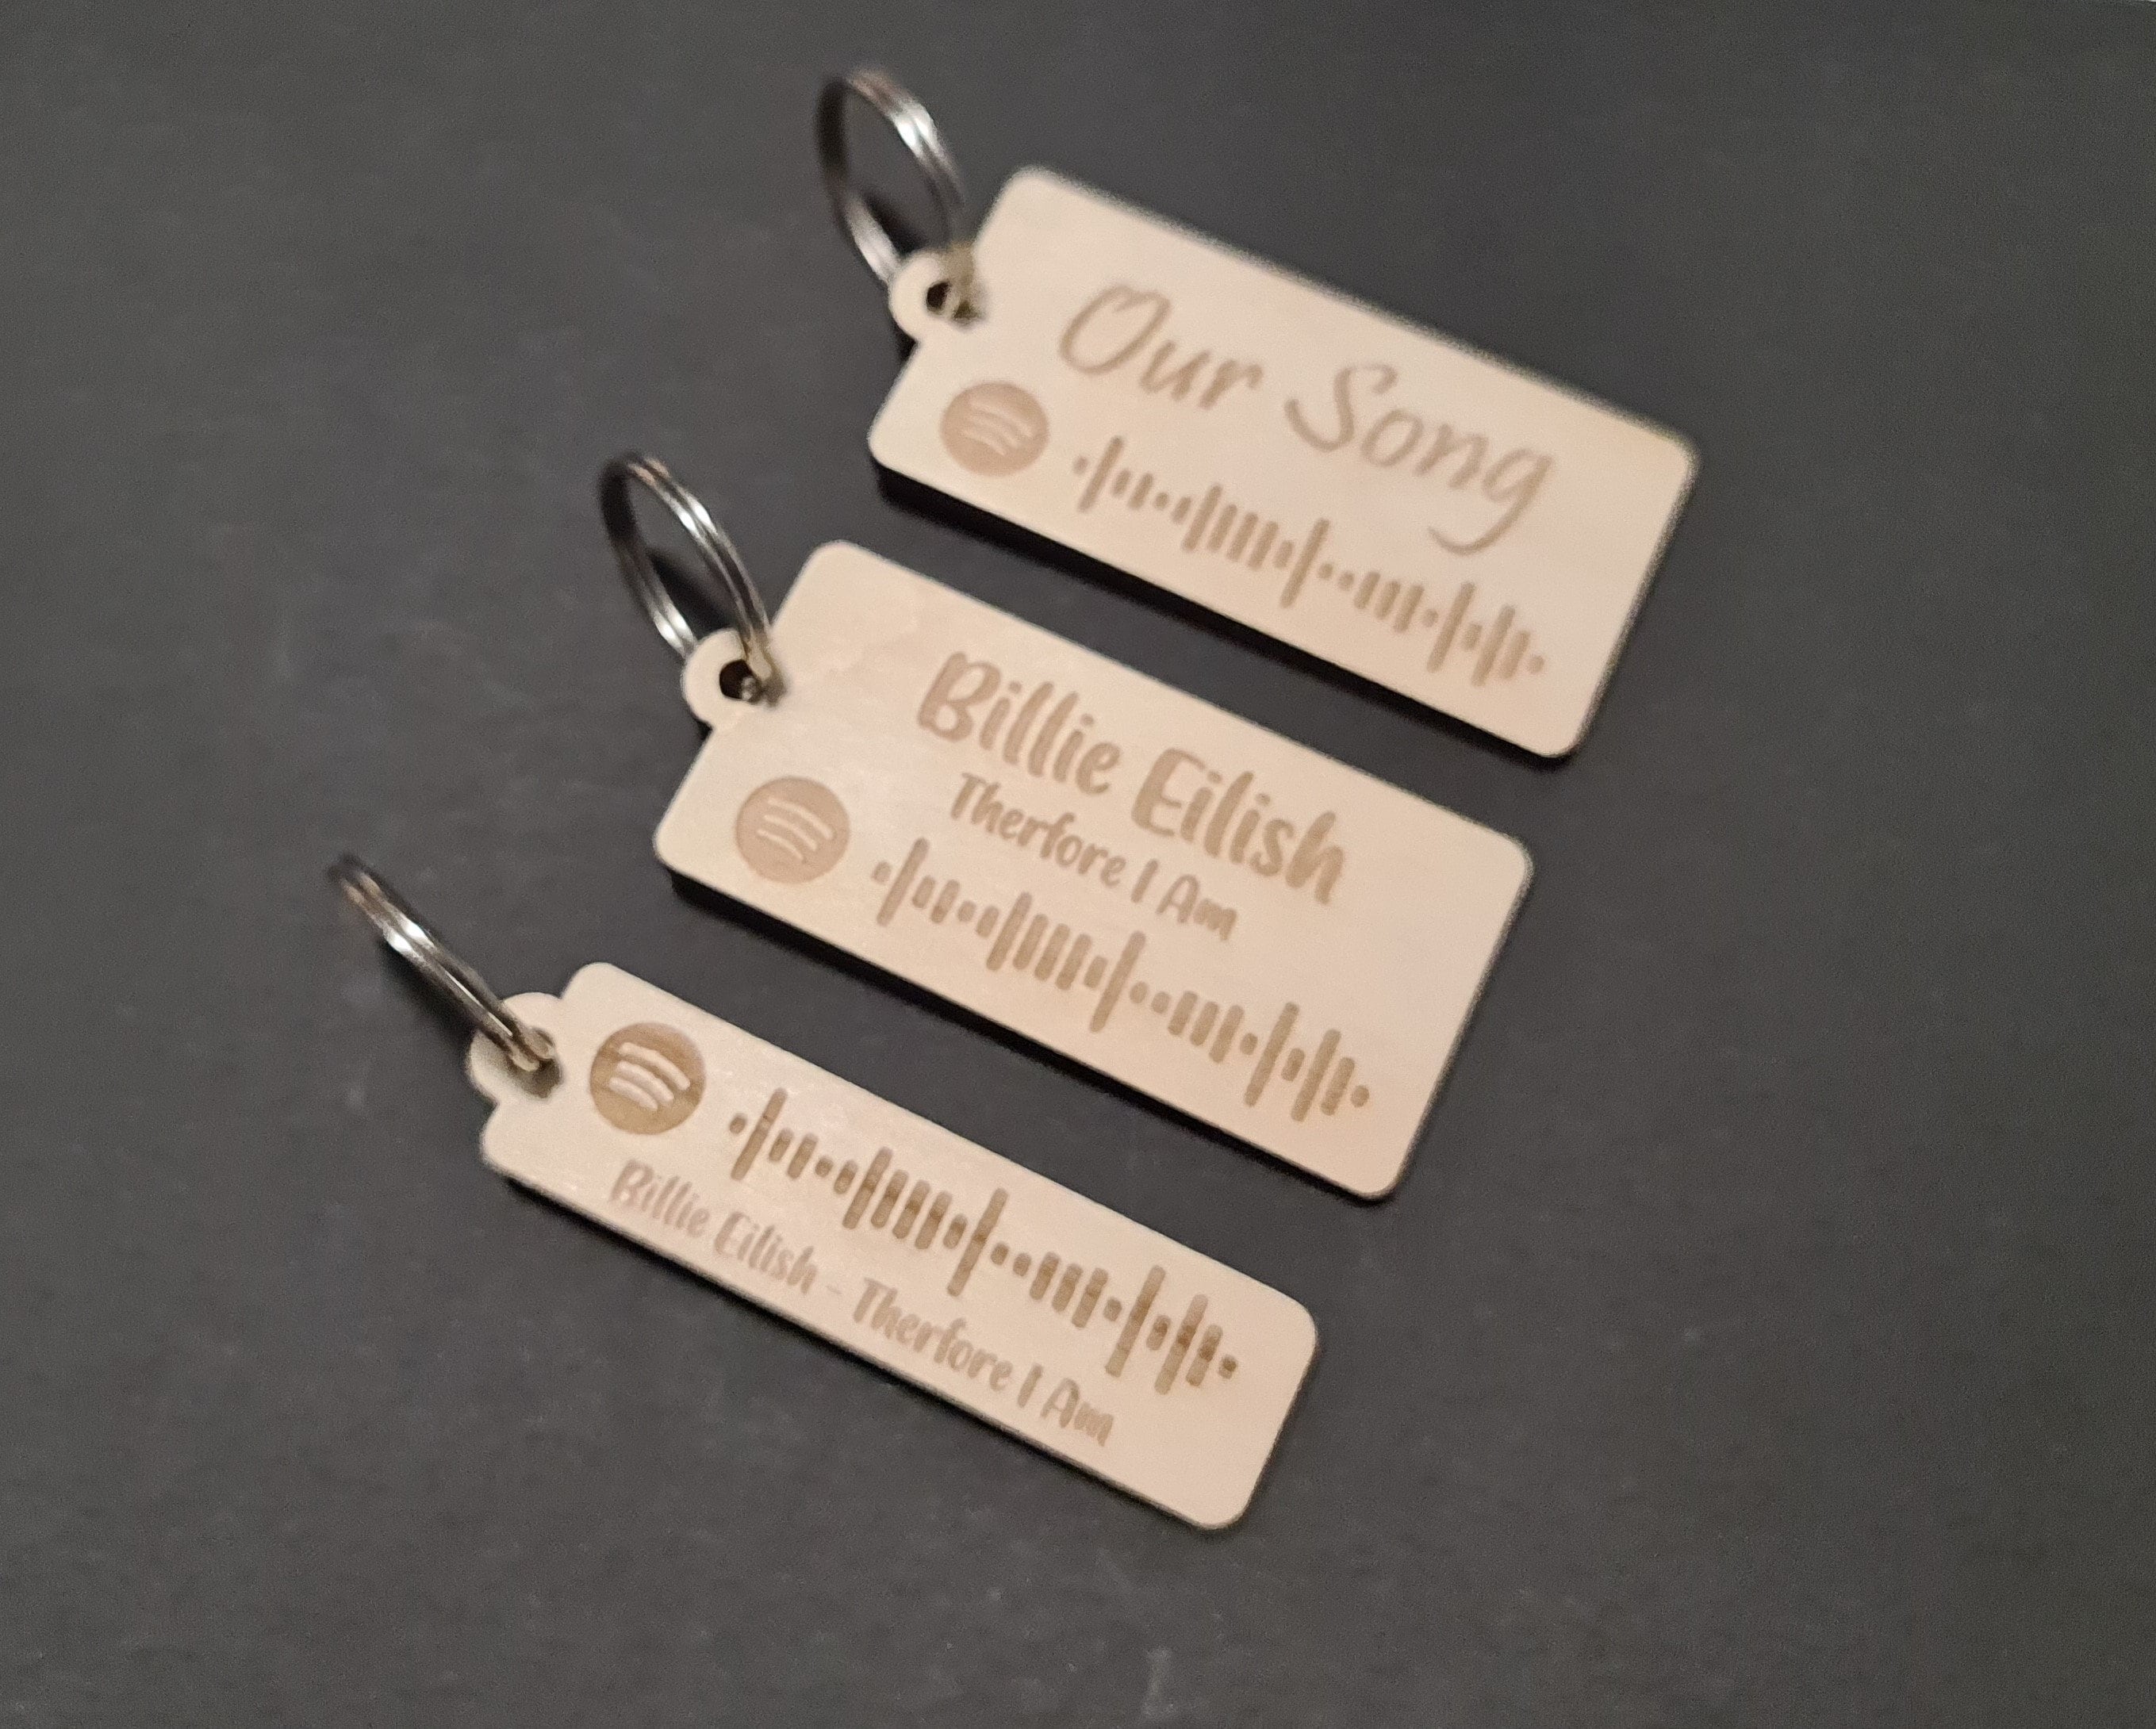 Our Song
Billie Eilish
Therfore I Am
Billie Eilish - Therfore I Am